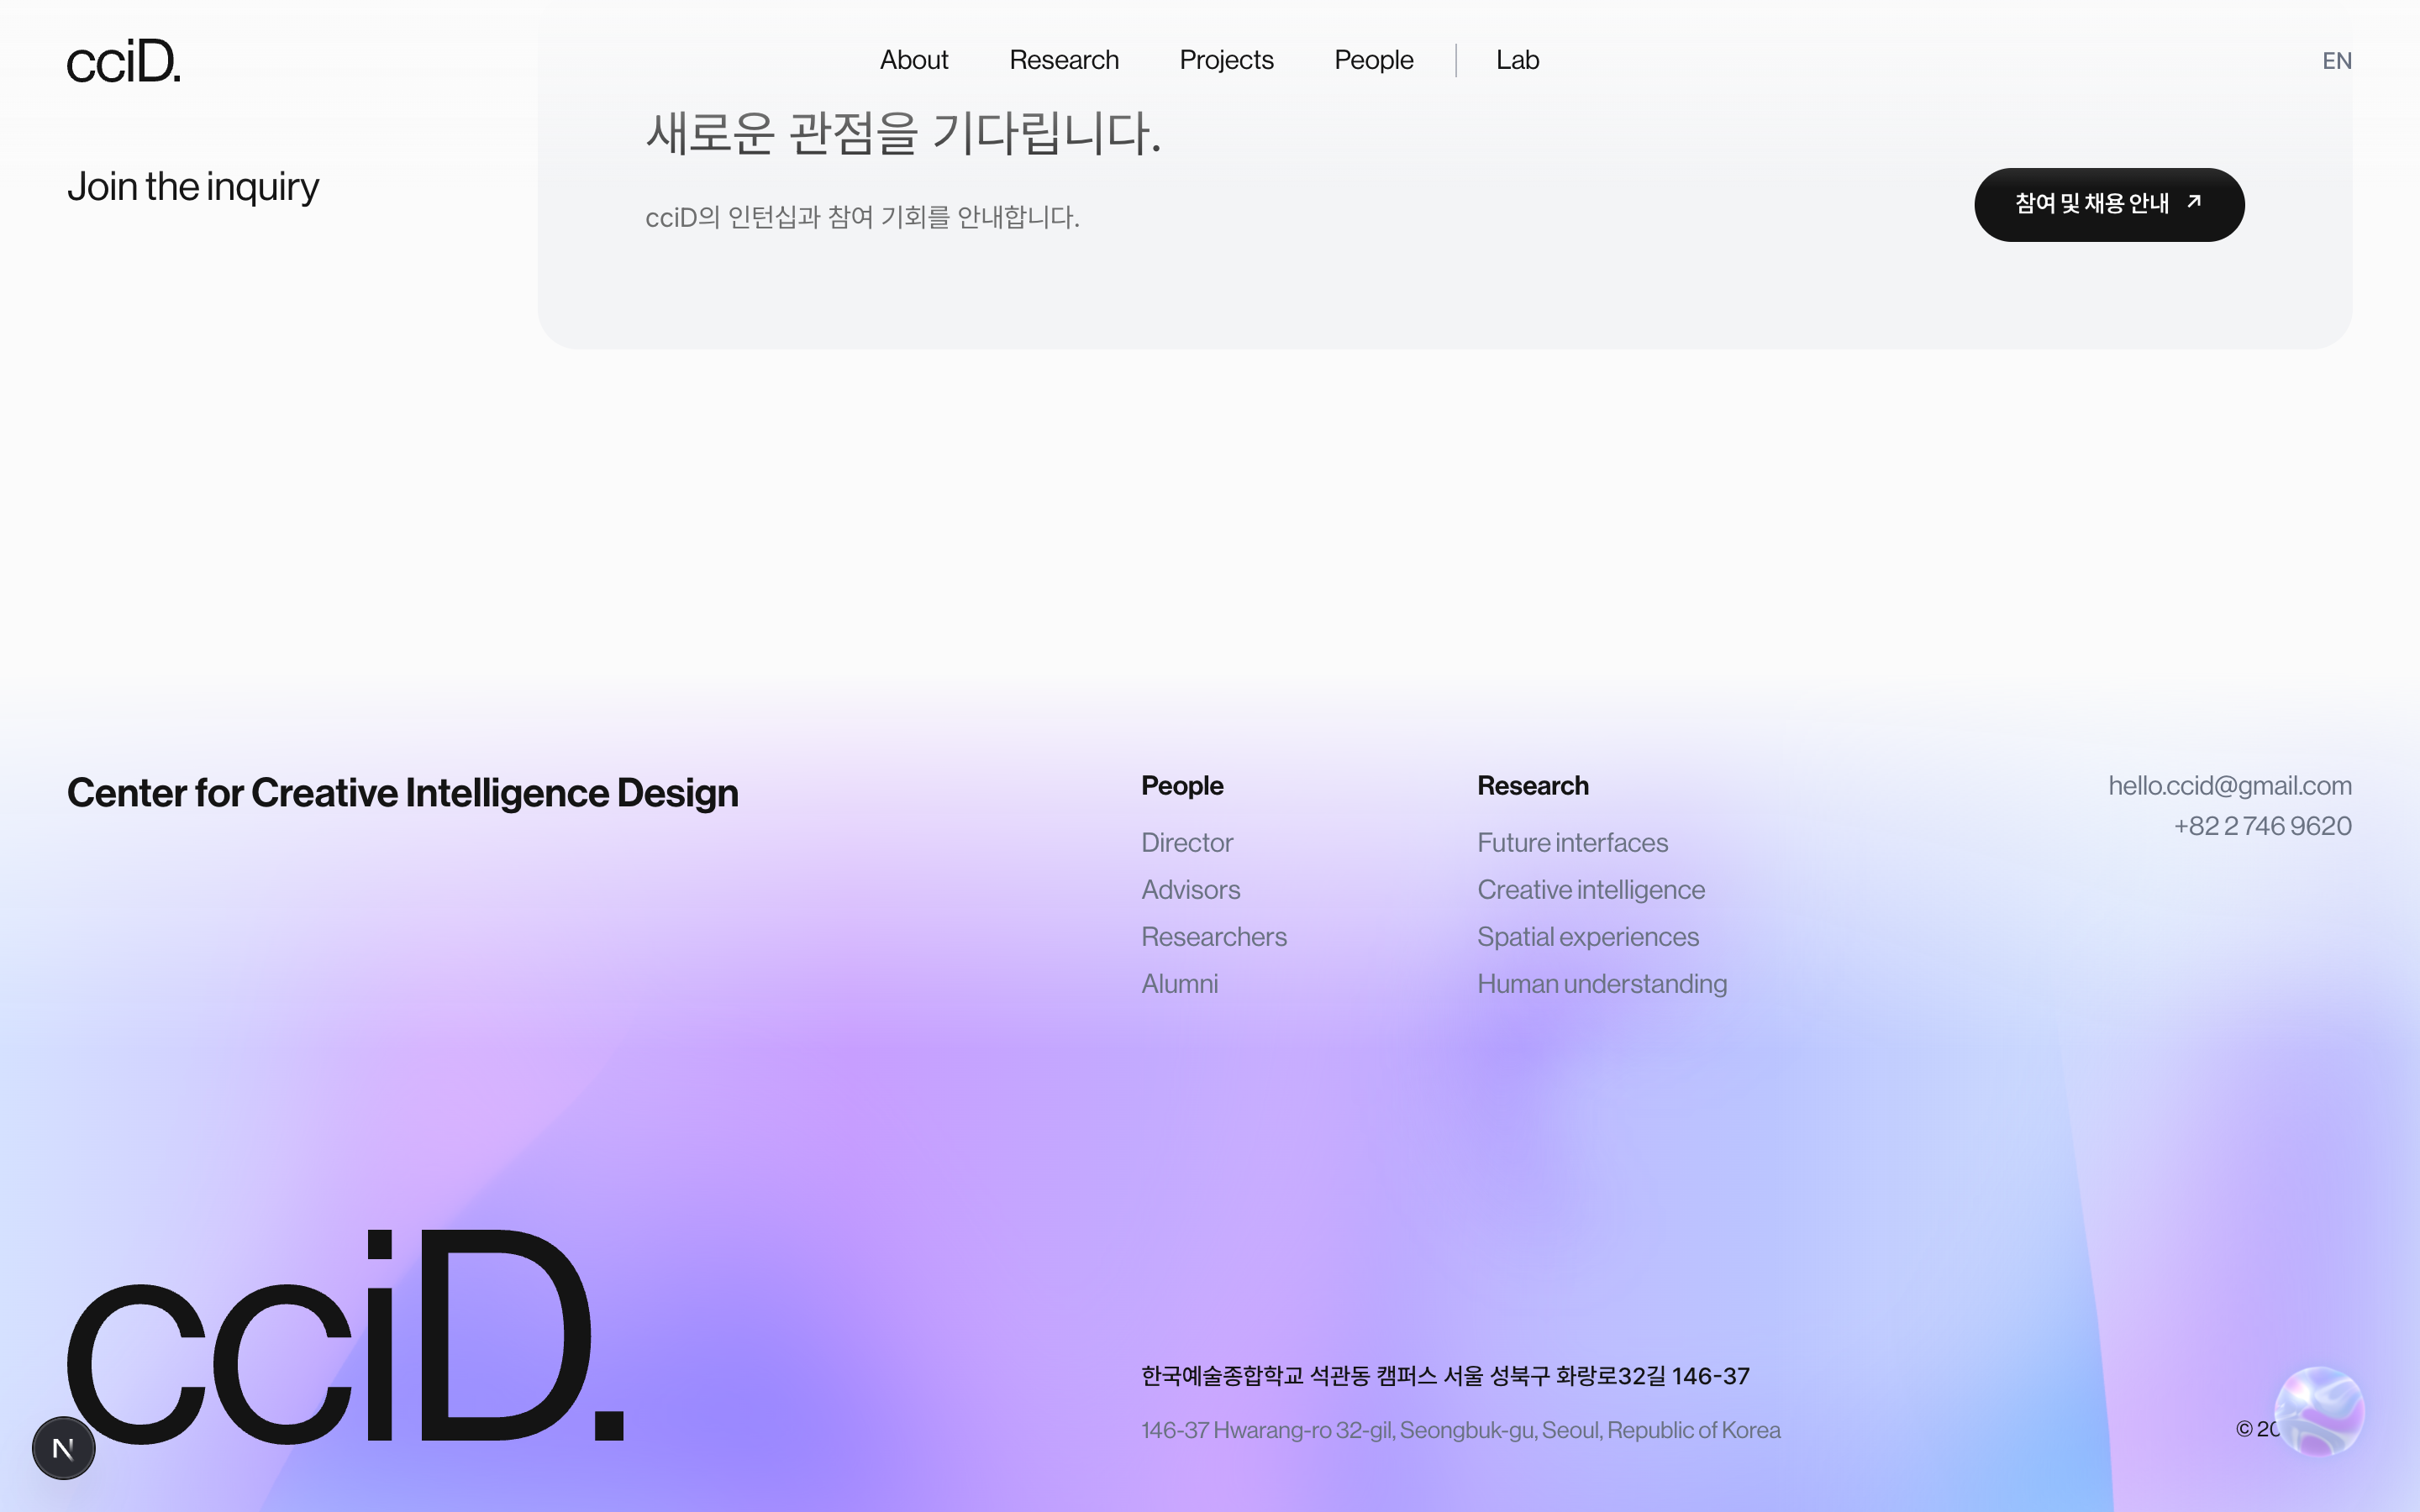 cciD.
About
Research
Projects
People
Lab
EN
Join the inquiry
새로운 관점을 기다립니다.
cciD의 인턴십과 참여 기회를 안내합니다.
참여 및 채용 안내
Center for Creative Intelligence Design
People
Director
Advisors
Researchers
Alumni
Research
Future interfaces
Creative intelligence
Spatial experiences
Human understanding
hello.ccid@gmail.com
+82 2 746 9620
cciD.
N
한국예술종합학교 석관동 캠퍼스 서울 성북구 화랑로32길 146-37
146-37 Hwarang-ro 32-gil, Seongbuk-gu, Seoul, Republic of Korea
©